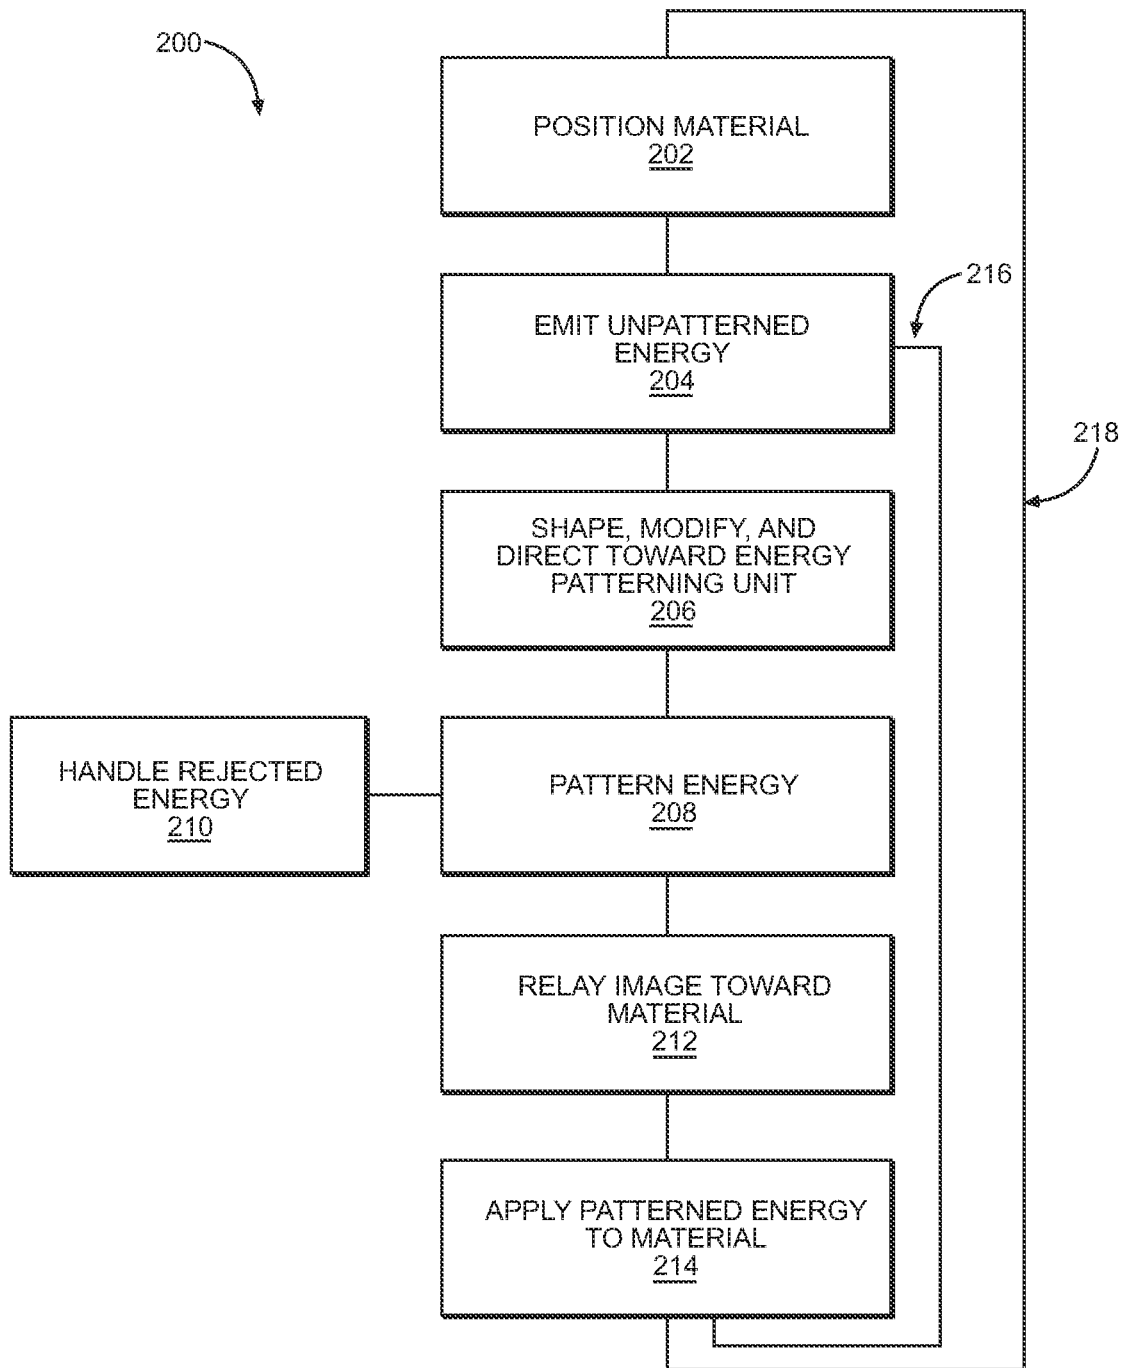 200
POSITION MATERIAL
202
EMIT UNPATTERNED
ENERGY
204
216
218
SHAPE, MODIFY, AND
DIRECT TOWARD ENERGY
PATTERNING UNIT
206
HANDLE REJECTED
ENERGY
210
PATTERN ENERGY
208
RELAY IMAGE TOWARD
MATERIAL
212
APPLY PATTERNED ENERGY
TO MATERIAL
214